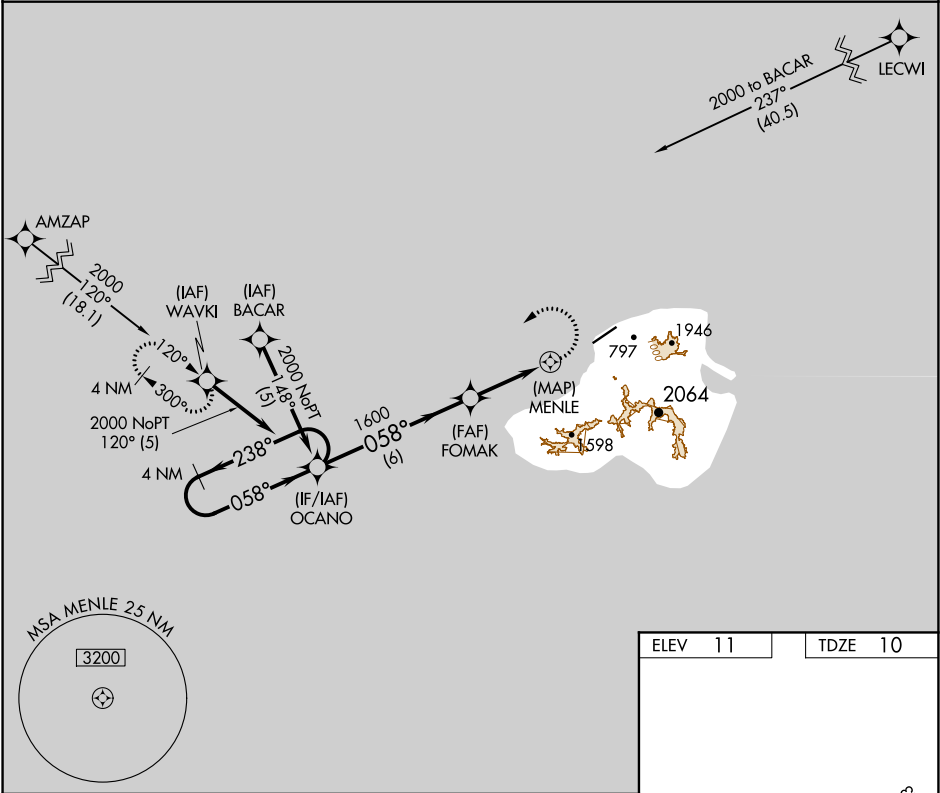 LECWI
2000 to BACAR
237°
(40.5)
AMZAP
2000
120°
(18.1)
(IAF)
WAVKI
(IAF)
BACAR
120°
300°
4 NM
2000 NoPT
120° (5)
2000 NoPT
148°
(5)
238°
4 NM
058°
(IF/IAF)
OCANO
1600
058°
(6)
(FAF)
FOMAK
(MAP)
MENLE
797
1946
2064
1598
MSA MENLE 25 NM
3200
ELEV 11
TDZE 10